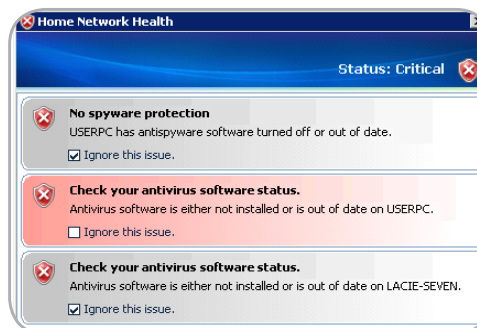 Home Network Health
Status: Critical
No spyware protection
USERPC has antispyware software turned off or out of date.
Ignore this issue.
Check your antivirus software status.
Antivirus software is either not installed or is out of date on USERPC.
Ignore this issue.
Check your antivirus software status.
Antivirus software is either not installed or is out of date on LACIE-SEVEN.
Ignore this issue.